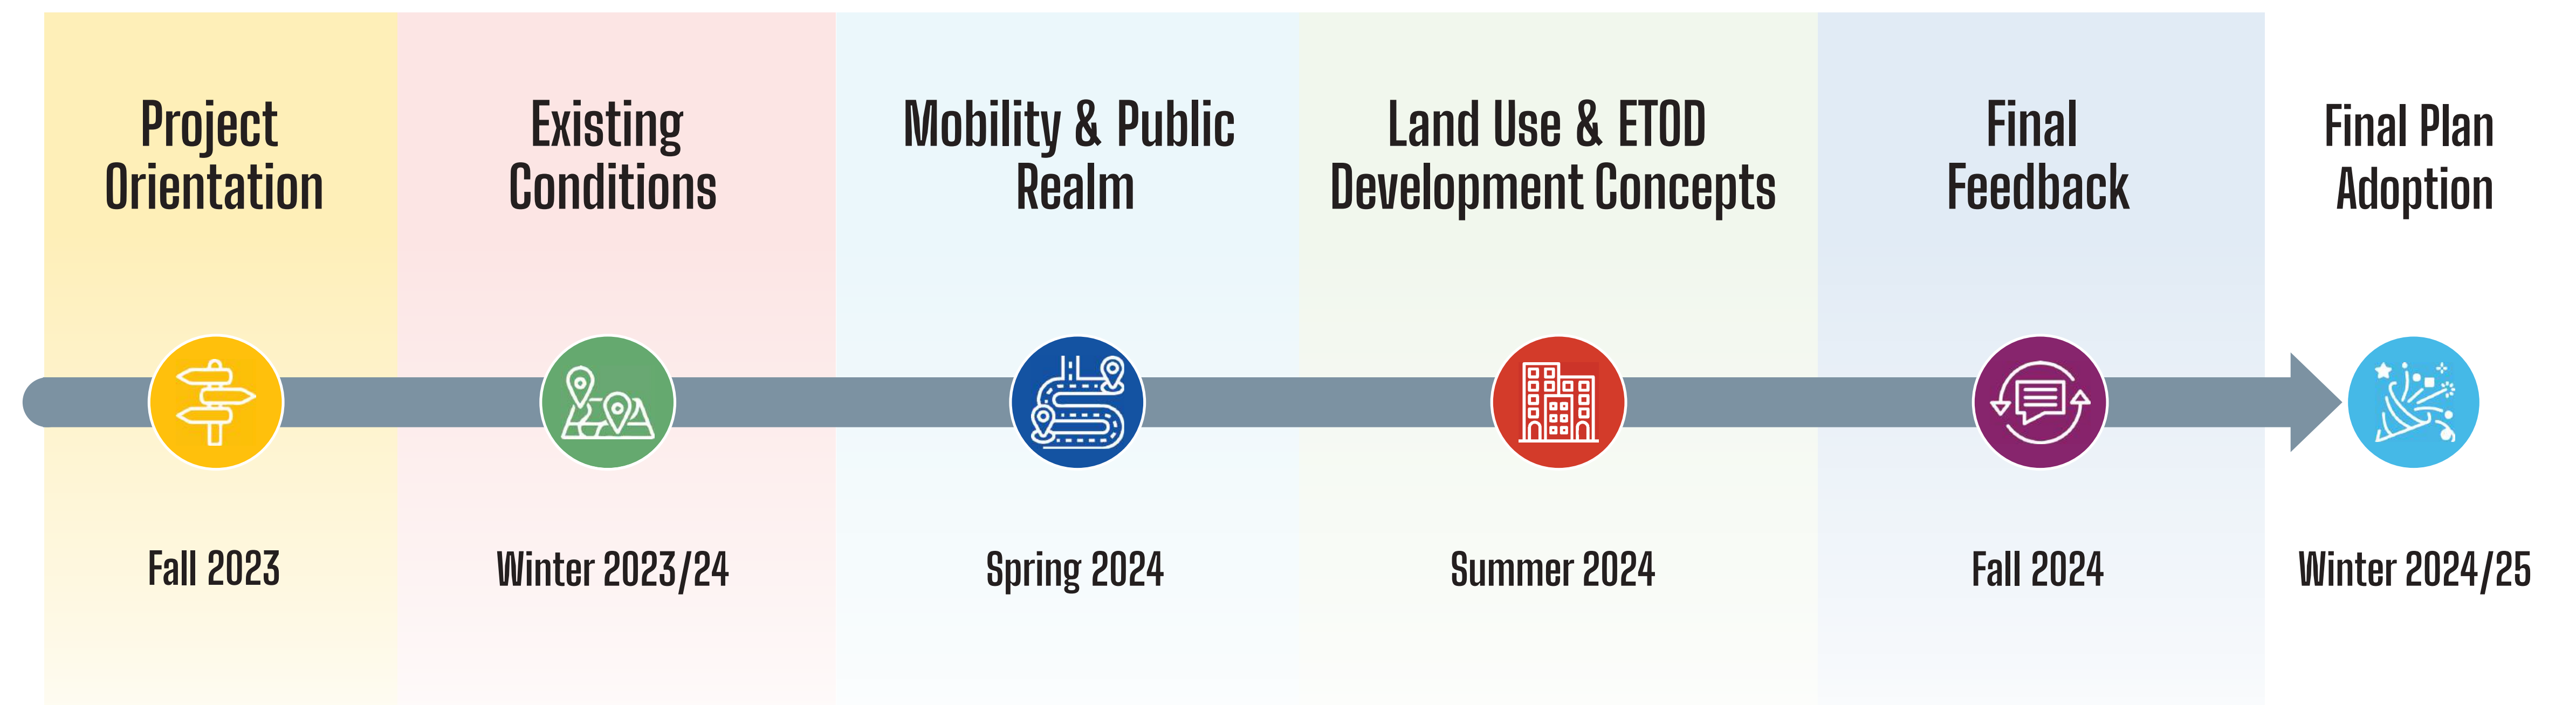 Project
Orientation
Existing
Conditions
Mobility & Public
Realm
Land Use & ETOD
Development Concepts
Final
Feedback
Final Plan
Adoption
Fall 2023
Winter 2023/24
Spring 2024
Summer 2024
Fall 2024
Winter 2024/25